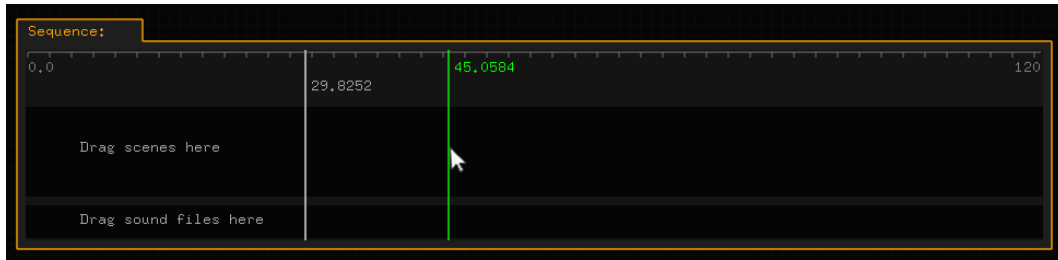 Sequence:
0.0 45.0584 120
29.8252
Drag scenes here
Drag sound files here